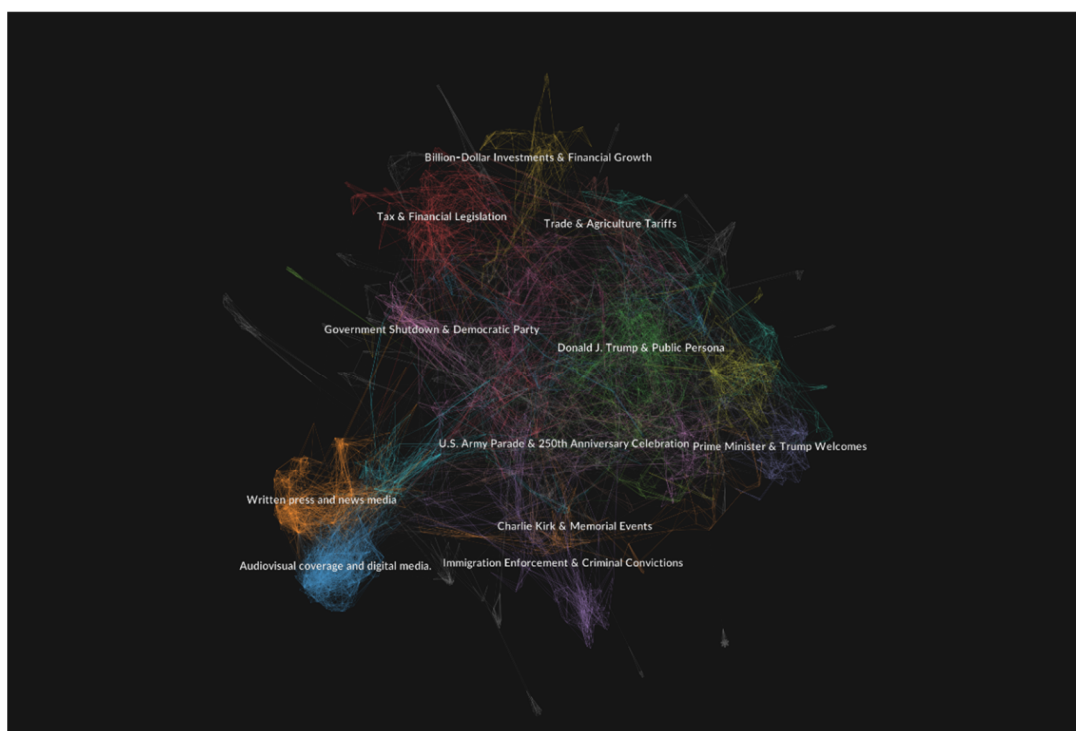 Billion-Dollar Investments & Financial Growth
Tax & Financial Legislation
Trade & Agriculture Tariffs
Government Shutdown & Democratic Party
Donald J. Trump & Public Persona
U.S. Army Parade & 250th Anniversary Celebration
Prime Minister & Trump Welcomes
Written press and news media
Charlie Kirk & Memorial Events
Immigration Enforcement & Criminal Convictions
Audiovisual coverage and digital media.